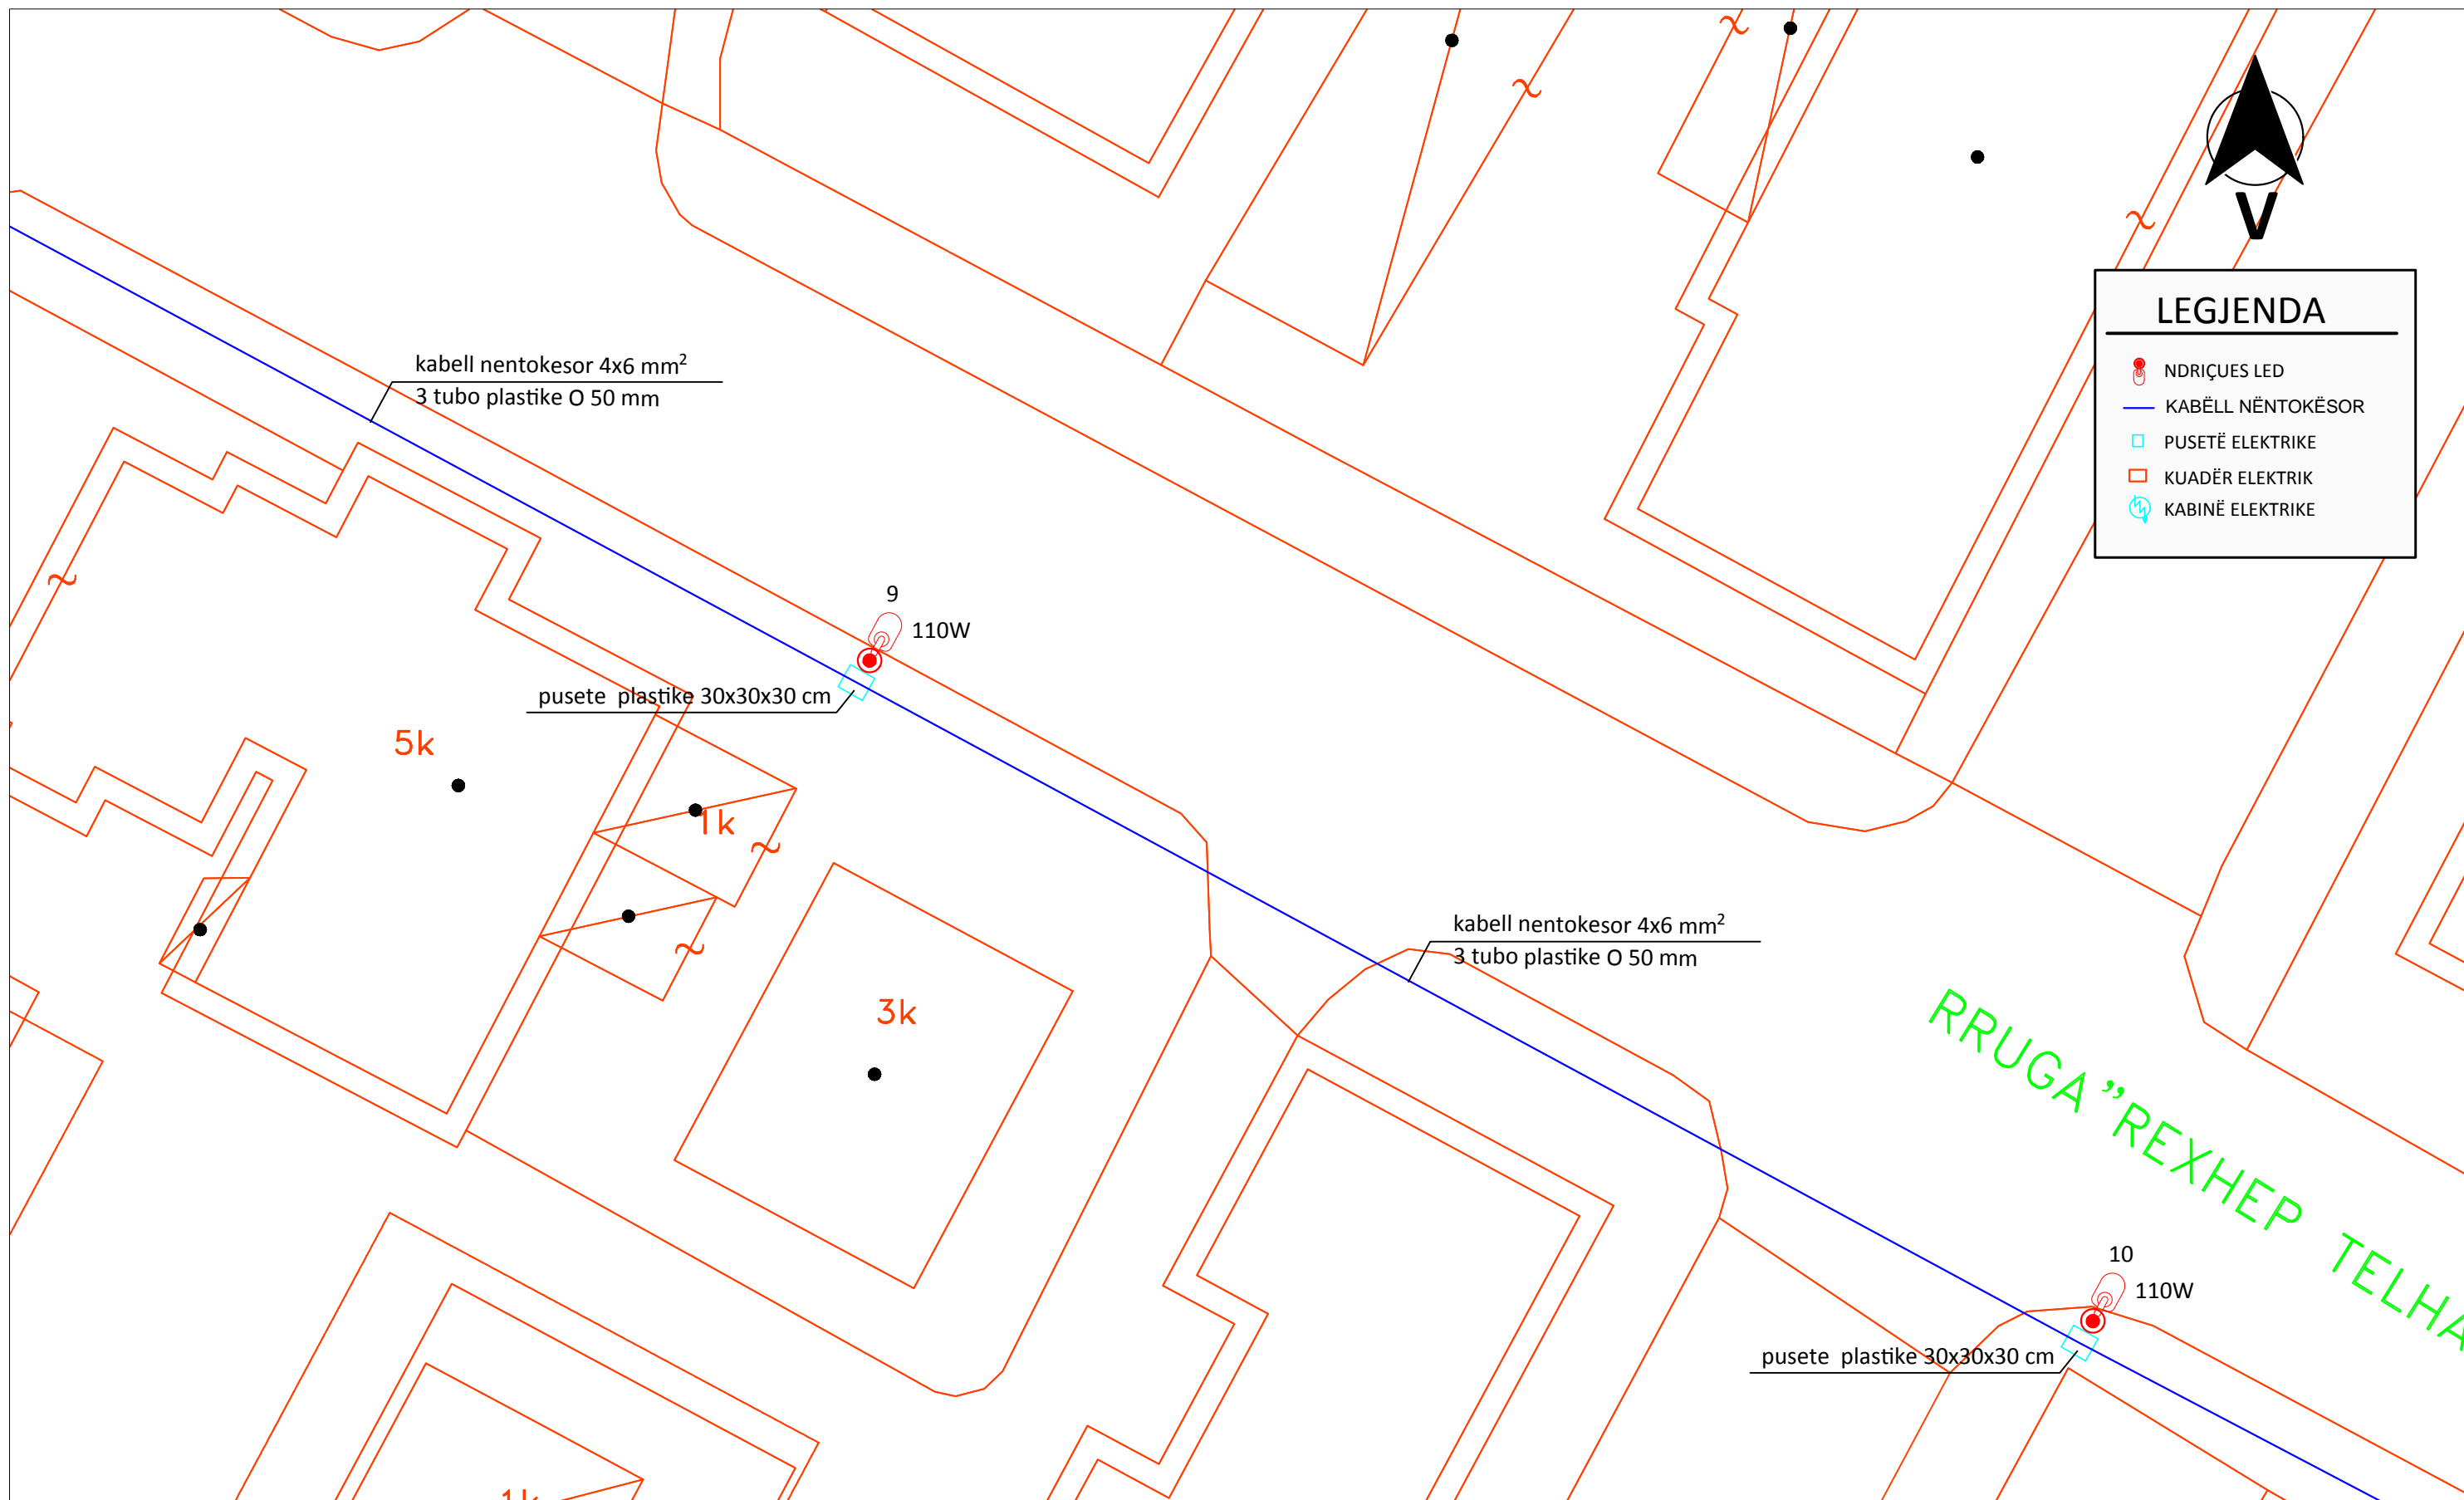 V
LEGJENDA
NDRIÇUES LED
KABËLL NËNTOKËSOR
PUSETË ELEKTRIKE
KUADËR ELEKTRIK
KABINË ELEKTRIKE
kabell nentokesor 4x6 mm²
3 tubo plastike O 50 mm
9
110W
pusete plastike 30x30x30 cm
5k
1k
3k
kabell nentokesor 4x6 mm²
3 tubo plastike O 50 mm
RRUGA”REXHEP TELHA
10
110W
pusete plastike 30x30x30 cm
1k